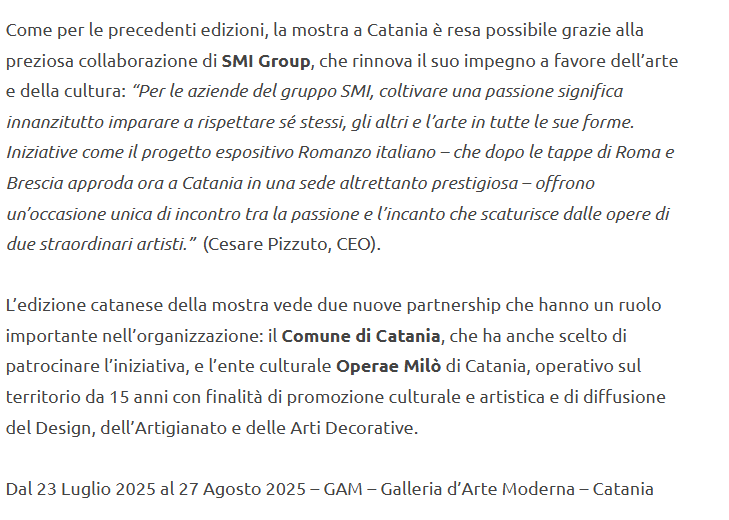 Come per le precedenti edizioni, la mostra a Catania è resa possibile grazie alla
preziosa collaborazione di SMI Group, che rinnova il suo impegno a favore dell’arte
e della cultura: “Per le aziende del gruppo SMI, coltivare una passione significa
innanzitutto imparare a rispettare sé stessi, gli altri e l’arte in tutte le sue forme.
Iniziative come il progetto espositivo Romanzo italiano – che dopo le tappe di Roma e
Brescia approda ora a Catania in una sede altrettanto prestigiosa – offrono
un’occasione unica di incontro tra la passione e l’incanto che scaturisce dalle opere di
due straordinari artisti.” (Cesare Pizzuto, CEO).
L’edizione catanese della mostra vede due nuove partnership che hanno un ruolo
importante nell’organizzazione: il Comune di Catania, che ha anche scelto di
patrocinare l’iniziativa, e l’ente culturale Operae Milò di Catania, operativo sul
territorio da 15 anni con finalità di promozione culturale e artistica e di diffusione
del Design, dell’Artigianato e delle Arti Decorative.
Dal 23 Luglio 2025 al 27 Agosto 2025 – GAM – Galleria d’Arte Moderna – Catania